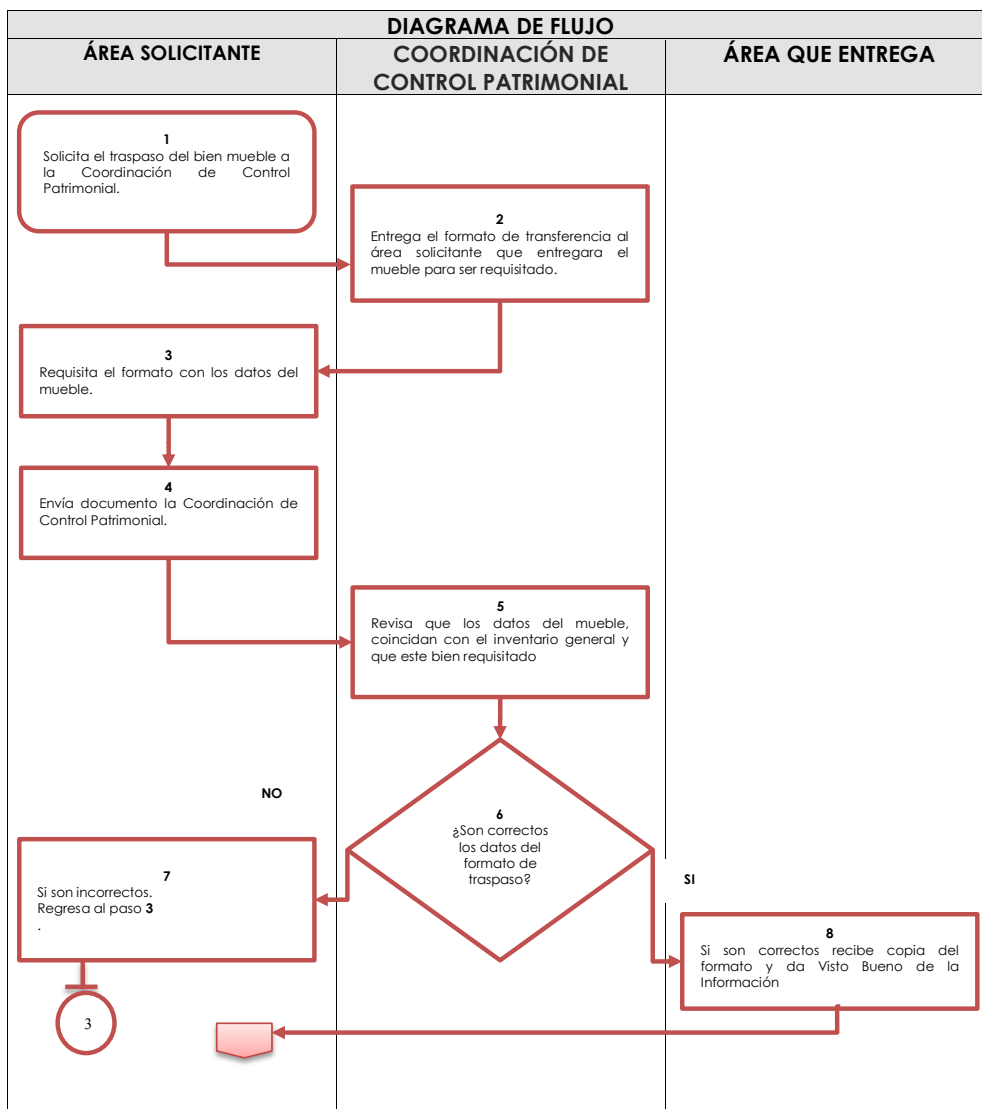 DIAGRAMA DE FLUJO
ÁREA SOLICITANTE
COORDINACIÓN DE
CONTROL PATRIMONIAL
ÁREA QUE ENTREGA
1
Solicita el traspaso del bien mueble a
la Coordinación de Control
Patrimonial.
2
Entrega el formato de transferencia al
área solicitante que entregara el
mueble para ser requisitado.
3
Requisita el formato con los datos del
mueble.
4
Envía documento la Coordinación de
Control Patrimonial.
5
Revisa que los datos del mueble,
coincidan con el inventario general y
que este bien requisitado
NO
6
¿Son correctos
los datos del
formato de
traspaso?
SI
7
Si son incorrectos.
Regresa al paso 3
.
8
Si son correctos recibe copia del
formato y da Visto Bueno de la
Información
3